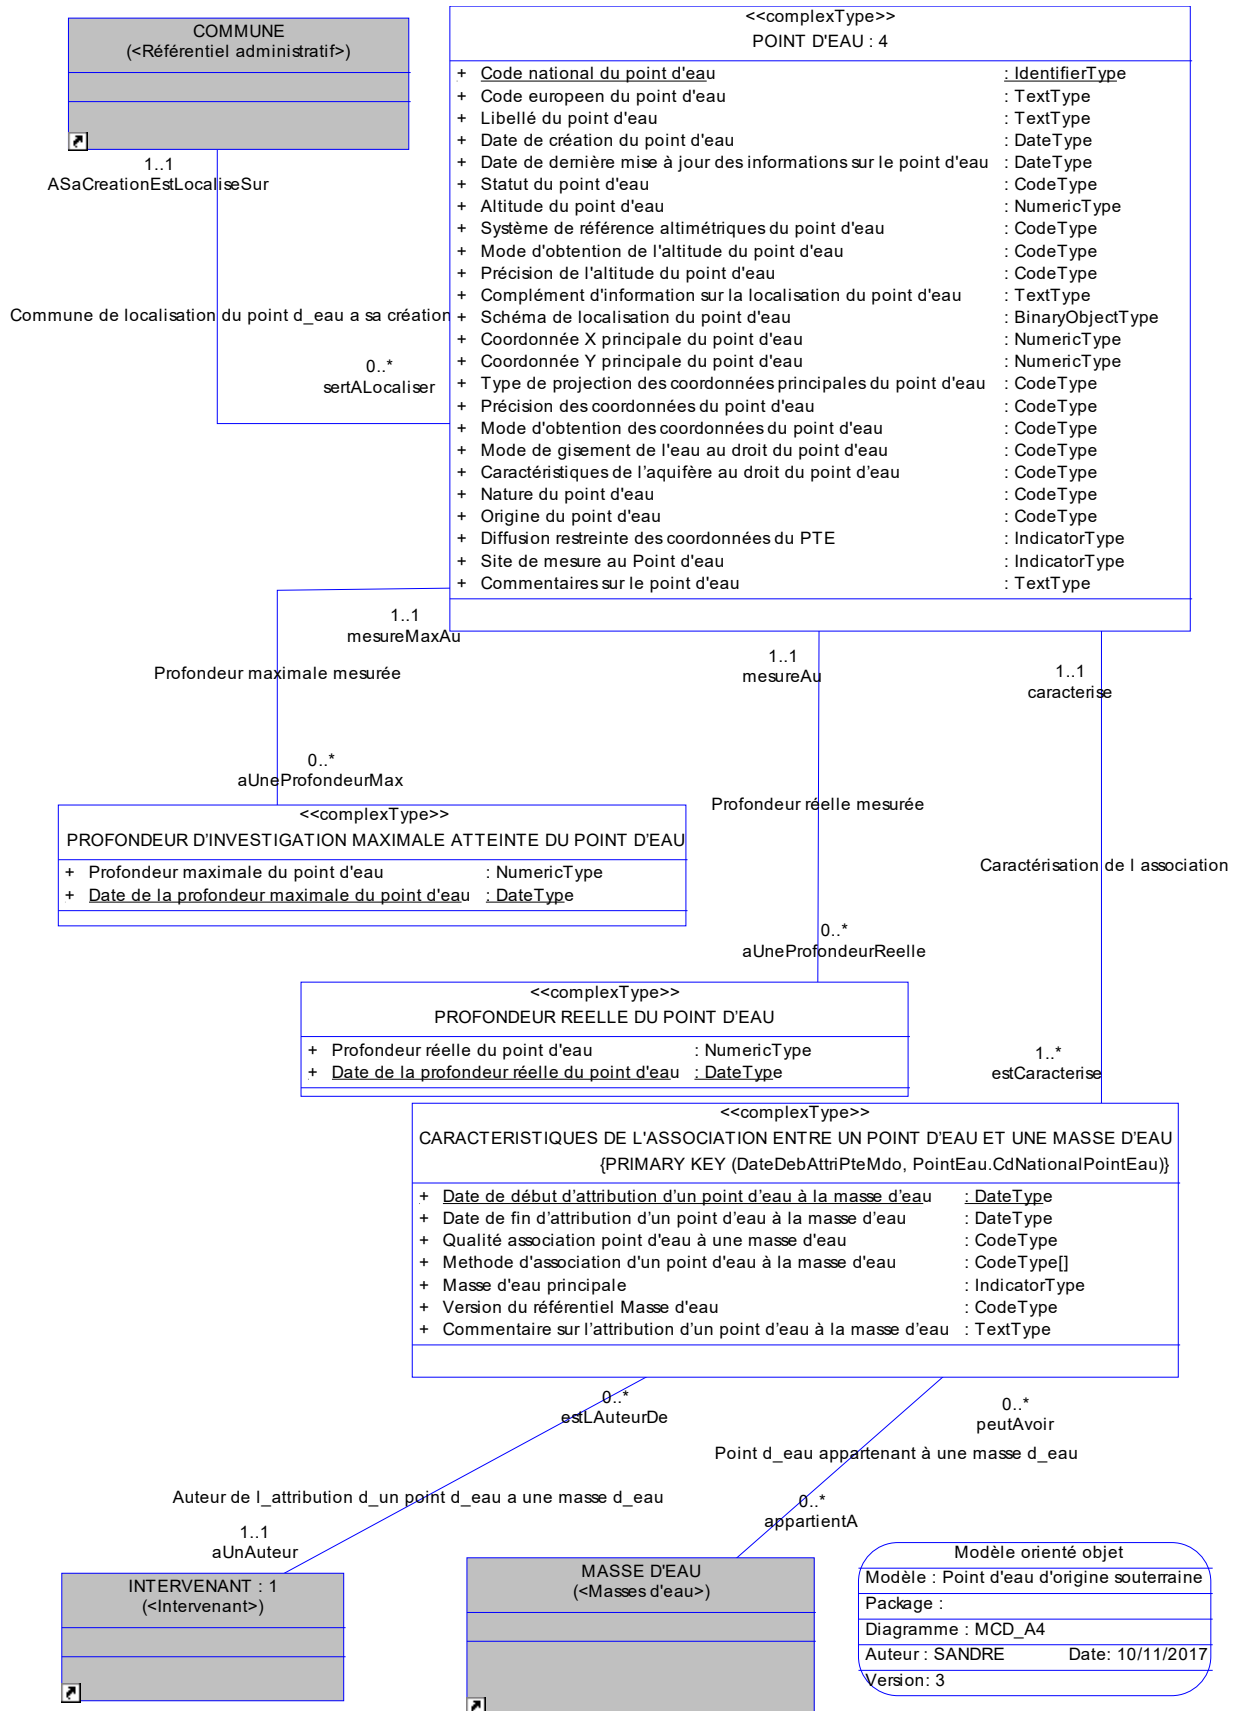 COMMUNE
(<Référentiel administratif>)
<<complexType>>
POINT D'EAU : 4
+ Code national du point d'eau : IdentifierType
+ Code europeen du point d'eau : TextType
+ Libellé du point d'eau : TextType
+ Date de création du point d'eau : DateType
+ Date de dernière mise à jour des informations sur le point d'eau : DateType
+ Statut du point d'eau : CodeType
+ Altitude du point d'eau : NumericType
+ Système de référence altimétriques du point d'eau : CodeType
+ Mode d'obtention de l'altitude du point d'eau : CodeType
+ Précision de l'altitude du point d'eau : CodeType
+ Complément d'information sur la localisation du point d'eau : TextType
+ Schéma de localisation du point d'eau : BinaryObjectType
+ Coordonnée X principale du point d'eau : NumericType
+ Coordonnée Y principale du point d'eau : NumericType
+ Type de projection des coordonnées principales du point d'eau : CodeType
+ Précision des coordonnées du point d'eau : CodeType
+ Mode d'obtention des coordonnées du point d'eau : CodeType
+ Mode de gisement de l'eau au droit du point d'eau : CodeType
+ Caractéristiques de l’aquifère au droit du point d’eau : CodeType
+ Nature du point d'eau : CodeType
+ Origine du point d'eau : CodeType
+ Diffusion restreinte des coordonnées du PTE : IndicatorType
+ Site de mesure au Point d'eau : IndicatorType
+ Commentaires sur le point d'eau : TextType
1..1
ASaCreationEstLocaliseSur
Commune de localisation du point d_eau a sa création
0..*
sertALocaliser
1..1
mesureMaxAu
Profondeur maximale mesurée
0..*
aUneProfondeurMax
1..1
mesureAu
1..1
caracterise
<<complexType>>
PROFONDEUR D’INVESTIGATION MAXIMALE ATTEINTE DU POINT D’EAU
+ Profondeur maximale du point d'eau : NumericType
+ Date de la profondeur maximale du point d'eau : DateType
Profondeur réelle mesurée
Caractérisation de l association
0..*
aUneProfondeurReelle
<<complexType>>
PROFONDEUR REELLE DU POINT D’EAU
+ Profondeur réelle du point d'eau : NumericType
+ Date de la profondeur réelle du point d'eau : DateType
1..*
estCaracterise
<<complexType>>
CARACTERISTIQUES DE L'ASSOCIATION ENTRE UN POINT D'EAU ET UNE MASSE D'EAU
{PRIMARY KEY (DateDebAttriPteMdo, PointEau.CdNationalPointEau)}
+ Date de début d’attribution d’un point d’eau à la masse d’eau : DateType
+ Date de fin d’attribution d’un point d’eau à la masse d’eau : DateType
+ Qualité association point d'eau à une masse d'eau : CodeType
+ Methode d'association d'un point d'eau à la masse d'eau : CodeType[]
+ Masse d'eau principale : IndicatorType
+ Version du référentiel Masse d'eau : CodeType
+ Commentaire sur l’attribution d’un point d’eau à la masse d’eau : TextType
0..*
estLAuteurDe
0..*
peutAvoir
Point d_eau appartenant à une masse d_eau
Auteur de l_attribution d_un point d_eau a une masse d_eau
0..*
appartientA
1..1
aUnAuteur
INTERVENANT : 1
(<Intervenant>)
MASSE D'EAU
(<Masses d'eau>)
Modèle orienté objet
Modèle : Point d'eau d'origine souterraine
Package :
Diagramme : MCD_A4
Auteur : SANDRE Date: 10/11/2017
Version: 3